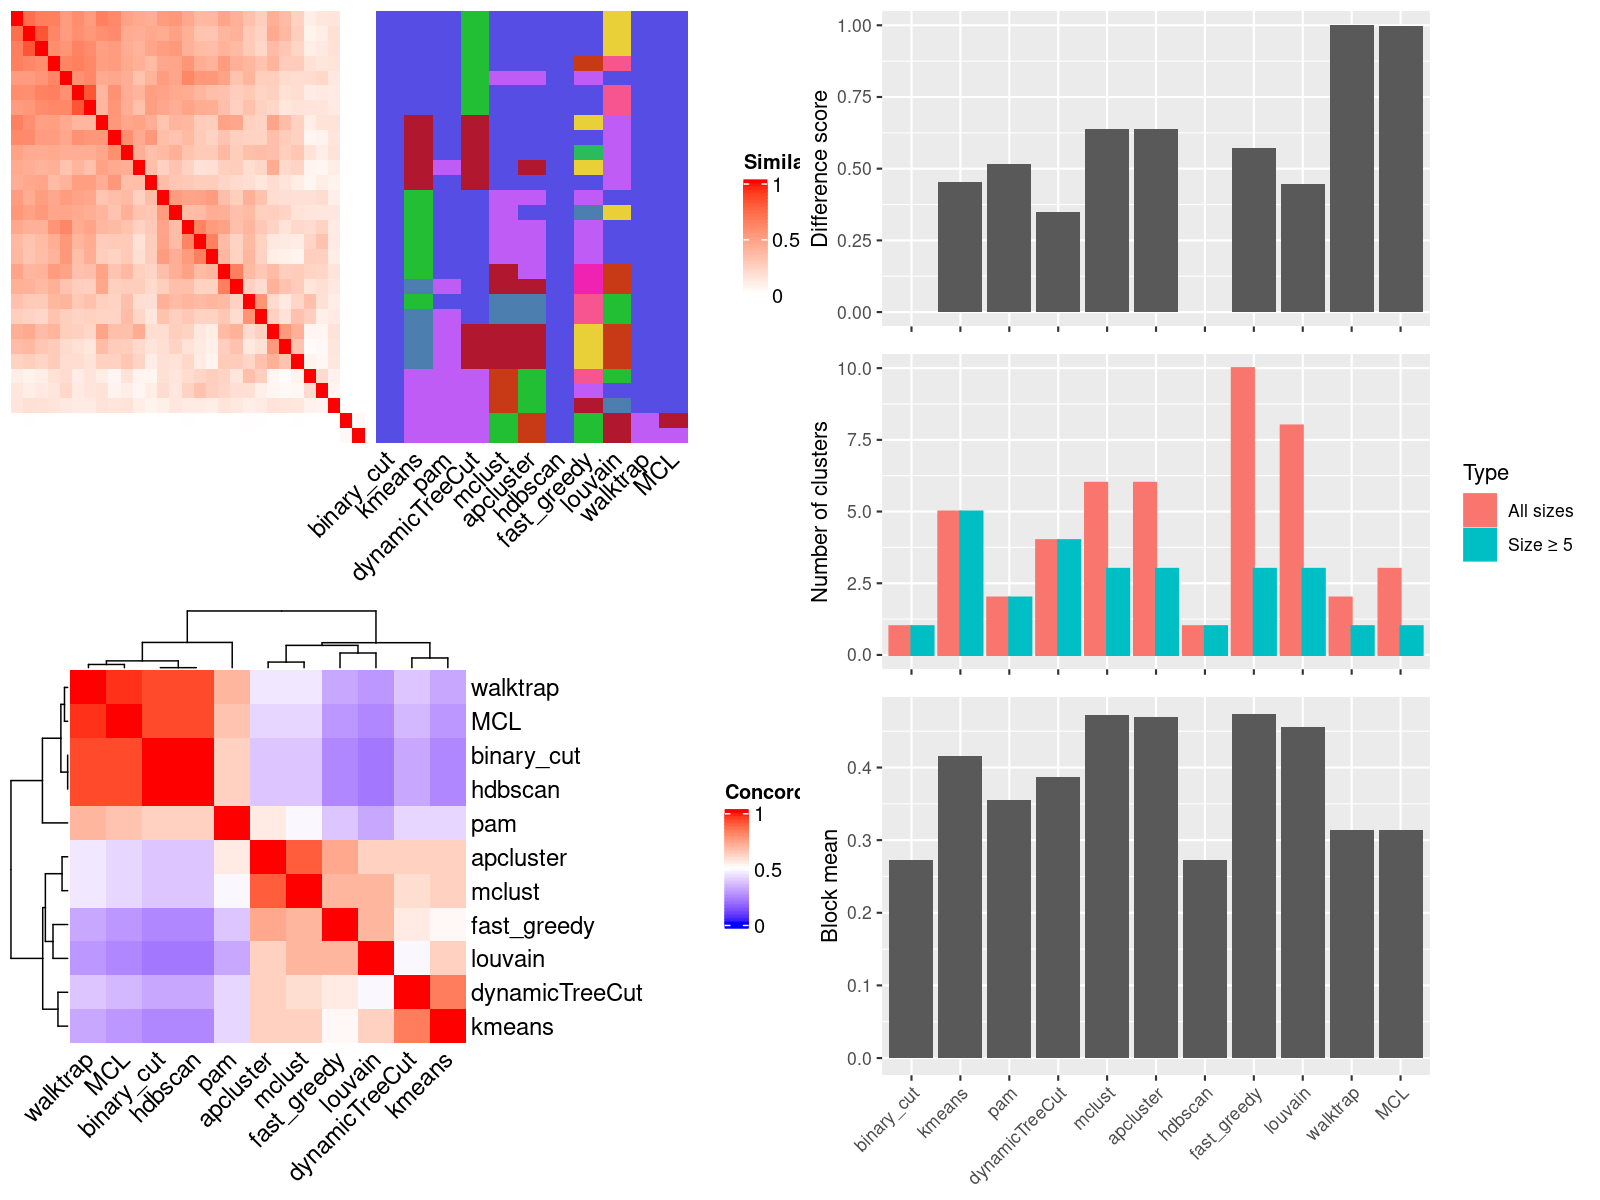 Simila
1
0.5
0
binary_cut
kmeans
pam
dynamicTreeCut
mclust
apcluster
hdbscan
fast_greedy
louvain
walktrap
MCL
walktrap
MCL
binary_cut
hdbscan
pam
apcluster
mclust
fast_greedy
louvain
dynamicTreeCut
kmeans
walktrap
MCL
binary_cut
hdbscan
pam
apcluster
mclust
fast_greedy
louvain
dynamicTreeCut
kmeans
Concord
1
0.5
0
Difference score
1.00
0.75
0.50
0.25
0.00
Number of clusters
10.0
7.5
5.0
2.5
0.0
Type
All sizes
Size ≥ 5
Block mean
0.4
0.3
0.2
0.1
0.0
binary_cut
kmeans
pam
dynamicTreeCut
mclust
apcluster
hdbscan
fast_greedy
louvain
walktrap
MCL